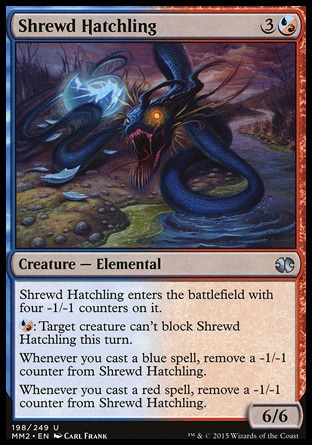 Shrewd Hatchling 3
Creature — Elemental
Shrewd Hatchling enters the battlefield with
four -1/-1 counters on it.
:Target creature can't block Shrewd
Hatchling this turn.
Whenever you cast a blue spell, remove a -1/-1
counter from Shrewd Hatchling.
Whenever you cast a red spell, remove a -1/-1
counter from Shrewd Hatchling.
6/6
198/249 U
MM2 • EN Carl Frank
™ & © 2015 Wizards of the Coast